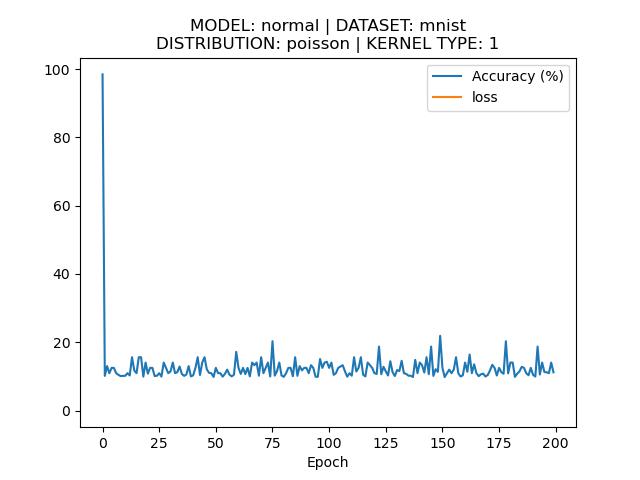 MODEL: normal | DATASET: mnist
DISTRIBUTION: poisson | KERNEL TYPE: 1
Accuracy (%)
loss
100
80
60
40
20
0
0 25 50 75 100 125 150 175 200
Epoch